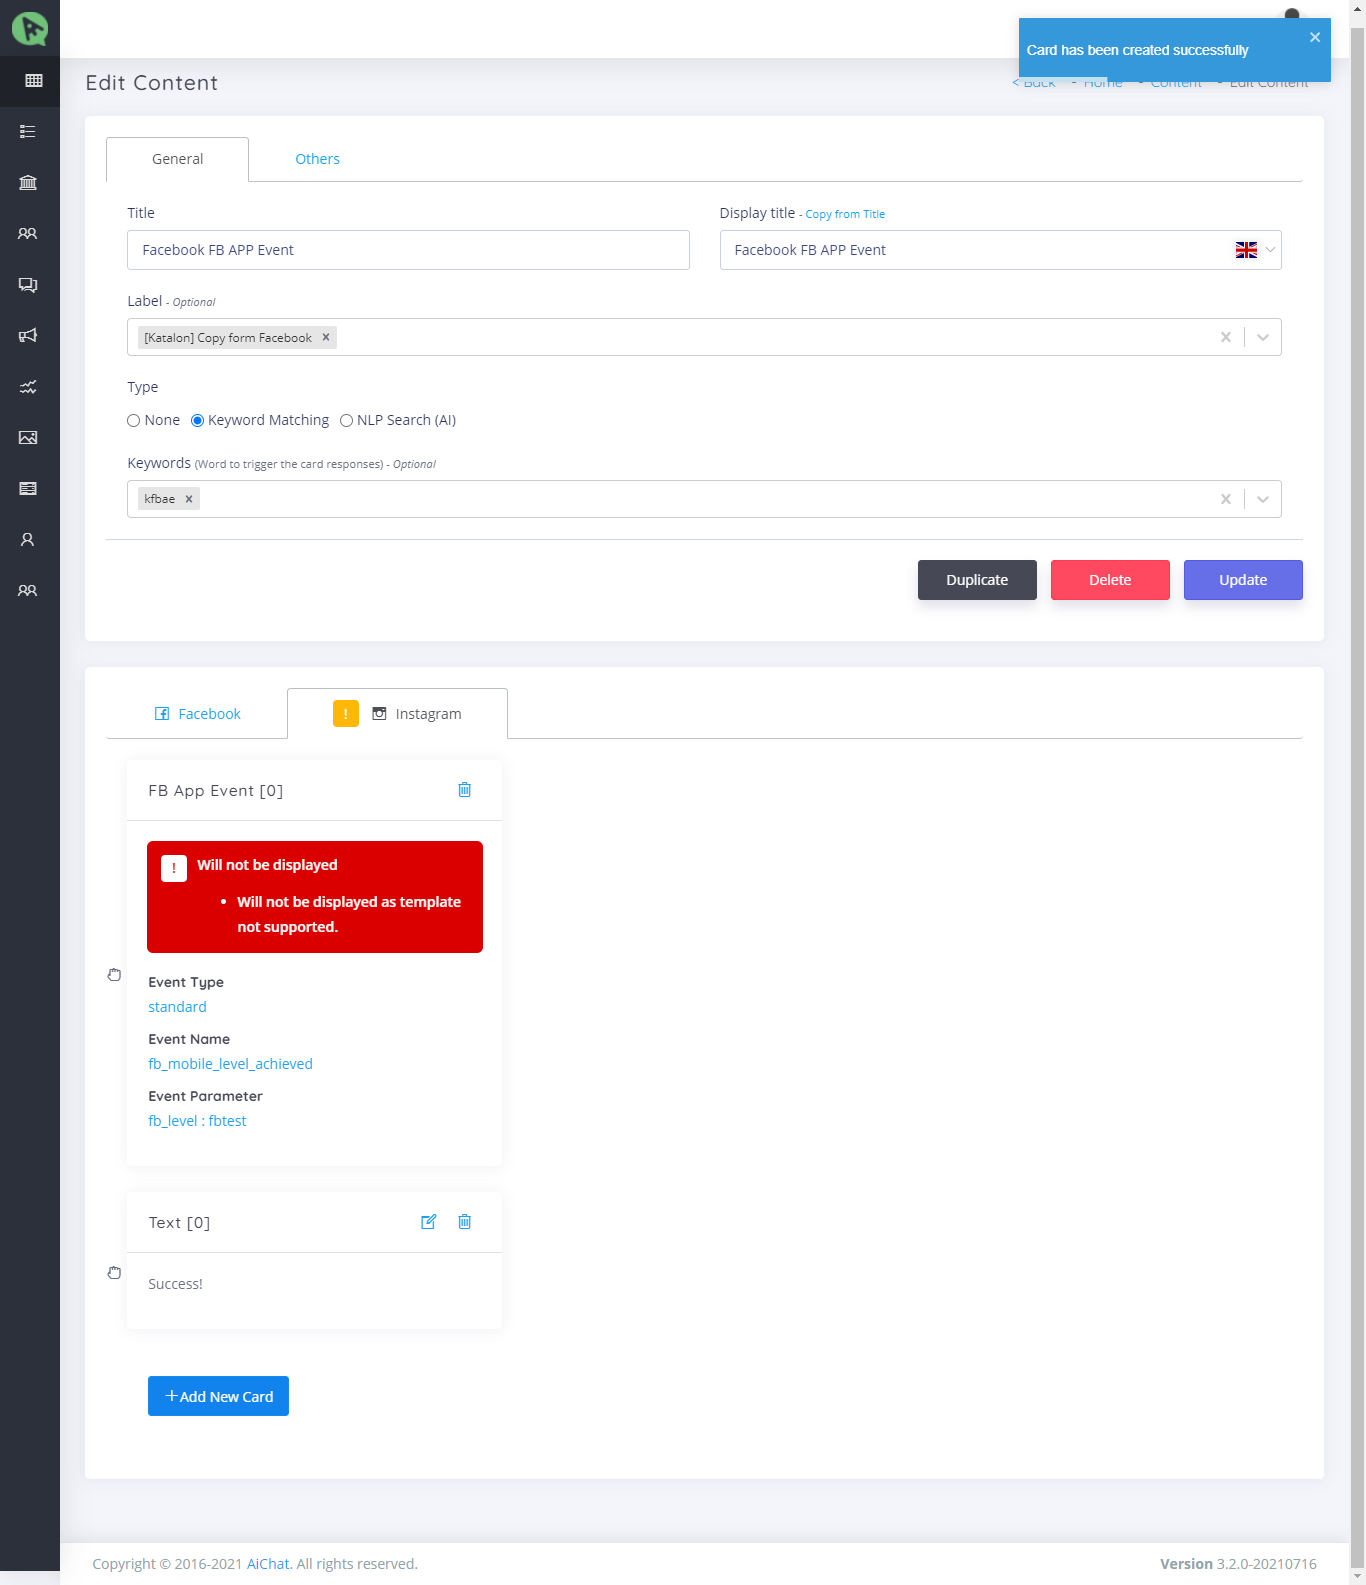 Card has been created successfully
Edit Content
< Back - Home - Content - Edit Content
General
Others
Title
Display title - Copy from Title
Facebook FB APP Event
Facebook FB APP Event
Label - Optional
[Katalon] Copy form Facebook
Type
None
Keyword Matching
NLP Search (AI)
Keywords (Word to trigger the card responses) - Optional
kfbae
Duplicate
Delete
Update
Facebook
! Instagram
FB App Event [0]
! Will not be displayed
• Will not be displayed as template
not supported.
Event Type
standard
Event Name
fb_mobile_level_achieved
Event Parameter
fb_level : fbtest
Text [0]
Success!
+Add New Card
Copyright © 2016-2021 AiChat. All rights reserved.
Version 3.2.0-20210716